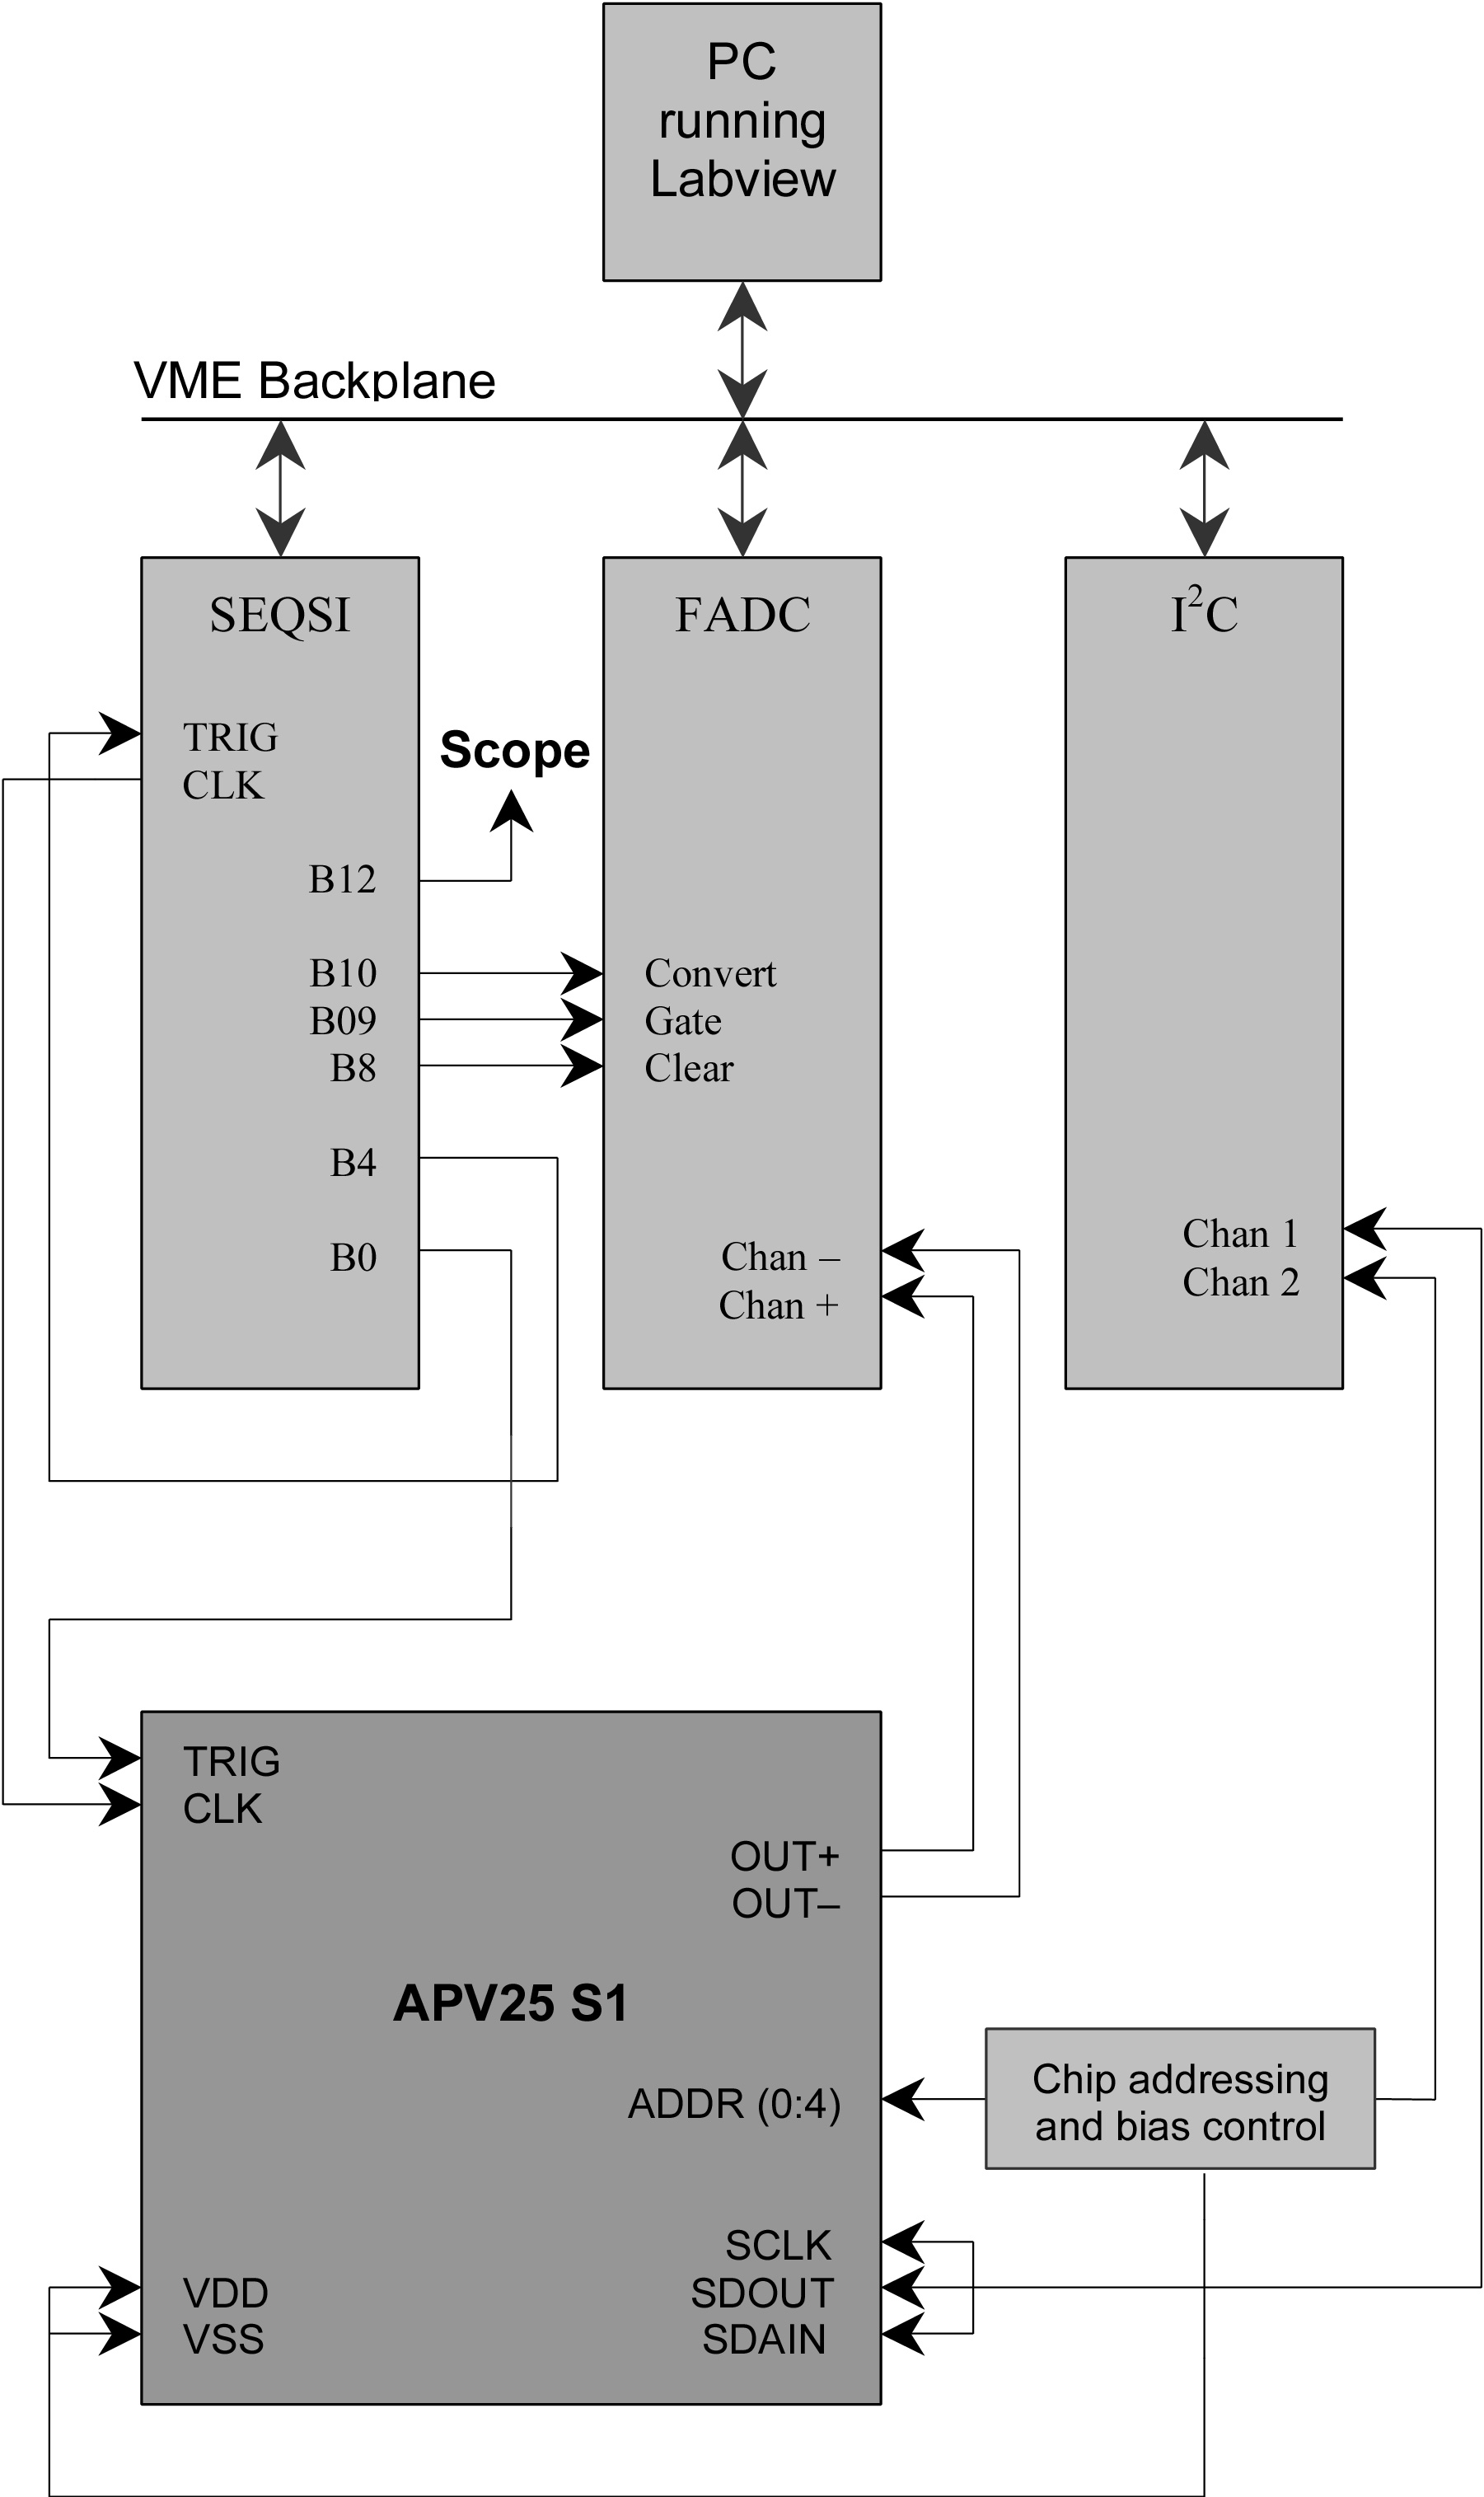 PC
running
Labview
VME Backplane
SEQSI
FADC
I²C
TRIG
CLK
Scope
B12
B10
B09
B8
B4
B0
Convert
Gate
Clear
Chan –
Chan +
Chan 1
Chan 2
TRIG
CLK
OUT+
OUT–
APV25 S1
ADDR (0:4)
Chip addressing
and bias control
SCLK
SDOUT
SDAIN
VDD
VSS